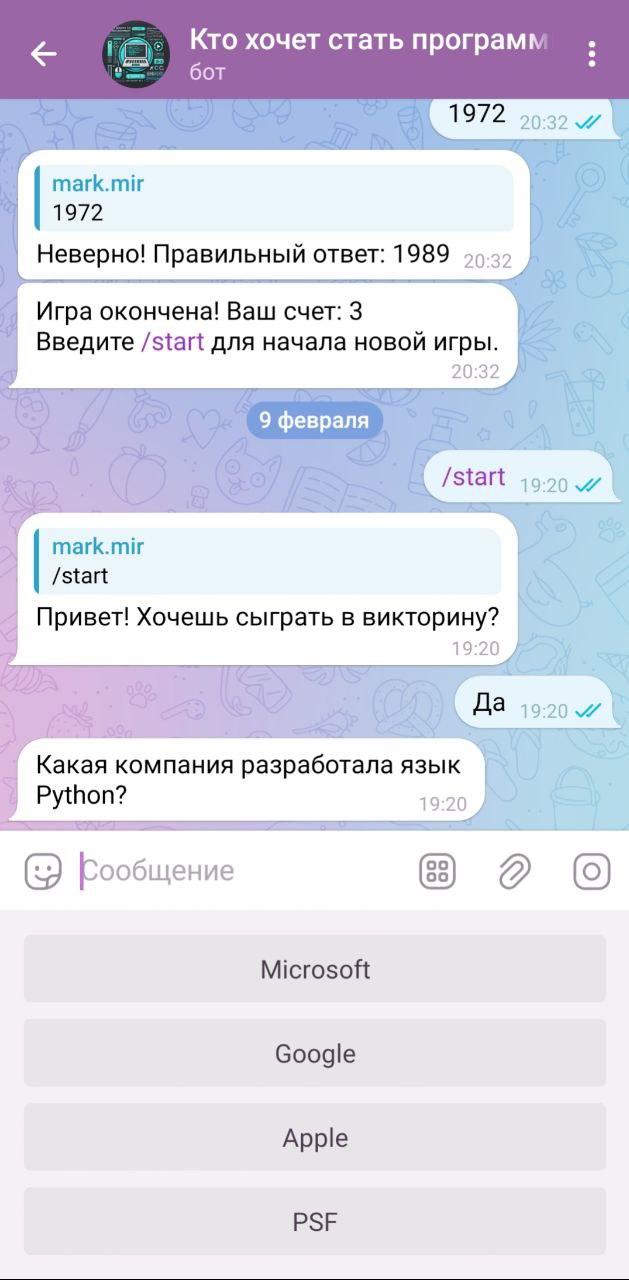 Кто хочет стать программ
бот
1972 20:32
mark.mir
1972
Неверно! Правильный ответ: 1989 20:32
Игра окончена! Ваш счет: 3
Введите /start для начала новой игры.
20:32
9 февраля
/start 19:20
mark.mir
/start
Привет! Хочешь сыграть в викторину?
19:20
Да 19:20
Какая компания разработала язык
Python? 19:20
Сообщение
Microsoft
Google
Apple
PSF